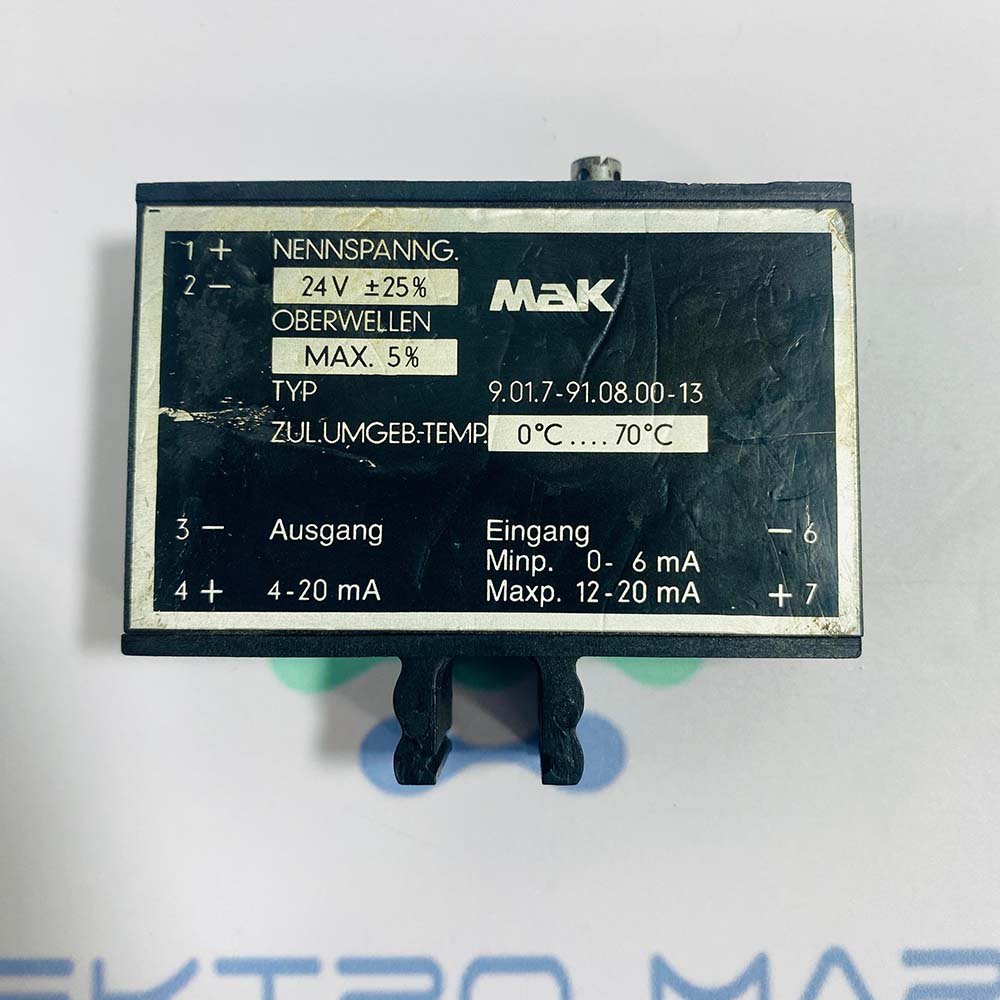 1 + NENNSPANNG.
2 - 24V ±25%
MaK
OBERWELLEN
MAX. 5%
TYP 9.01.7-91.08.00-13
ZUL.UMGEB.-TEMP. 0°C....70°C
3 - Ausgang Eingang - 6
Minp. 0- 6 mA
4 + 4-20 mA Maxp. 12-20 mA + 7